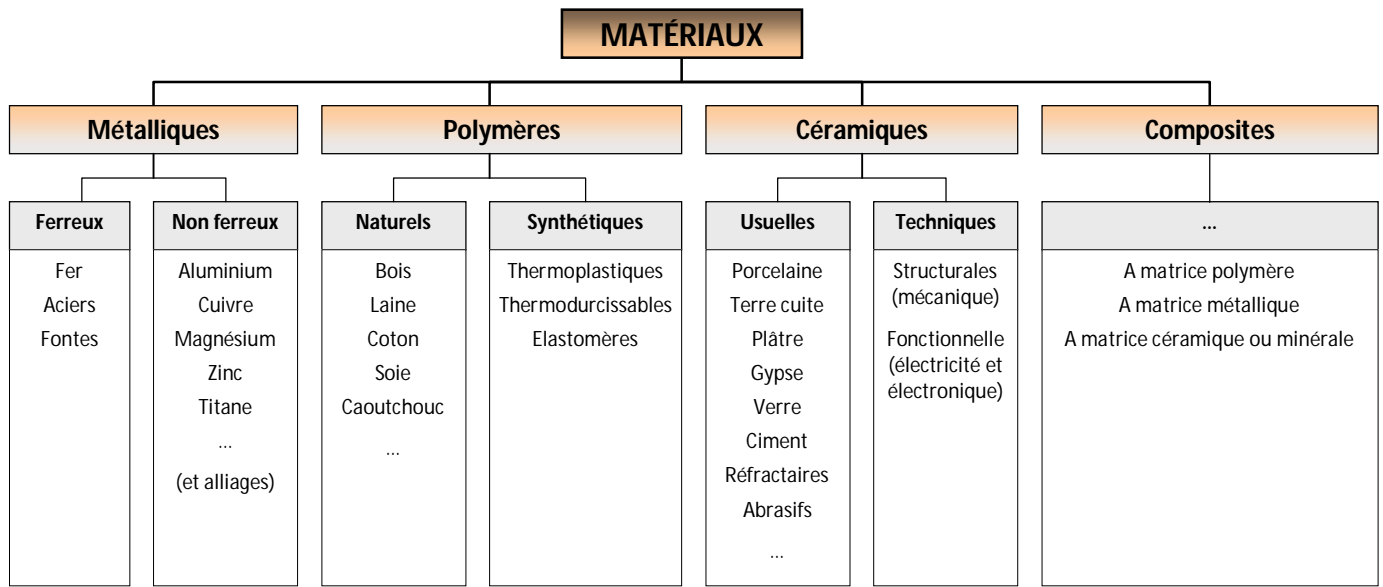 MATÉRIAUX
Métalliques
Polymères
Céramiques
Composites
Ferreux
Fer
Aciers
Fontes
Non ferreux
Aluminium
Cuivre
Magnésium
Zinc
Titane
...
(et alliages)
Naturels
Bois
Laine
Coton
Soie
Caoutchouc
...
Synthétiques
Thermoplastiques
Thermodurcissables
Elastomères
Usuelles
Porcelaine
Terre cuite
Plâtre
Gypse
Verre
Ciment
Réfractaires
Abrasifs
...
Techniques
Structurales
(mécanique)
Fonctionnelle
(électricité et
électronique)
...
A matrice polymère
A matrice métallique
A matrice céramique ou minérale